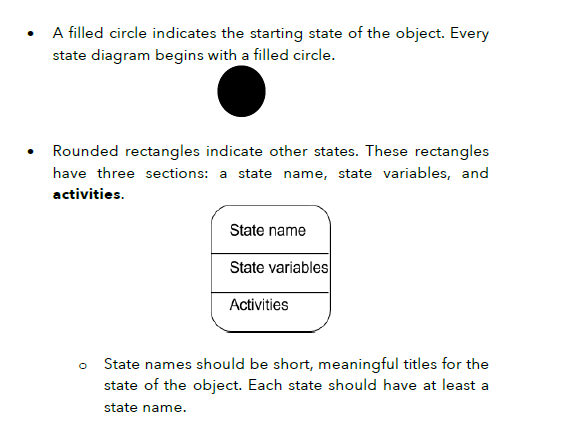 • A filled circle indicates the starting state of the object. Every
state diagram begins with a filled circle.
• Rounded rectangles indicate other states. These rectangles
have three sections: a state name, state variables, and
activities.
State name
State variables
Activities
o State names should be short, meaningful titles for the
state of the object. Each state should have at least a
state name.